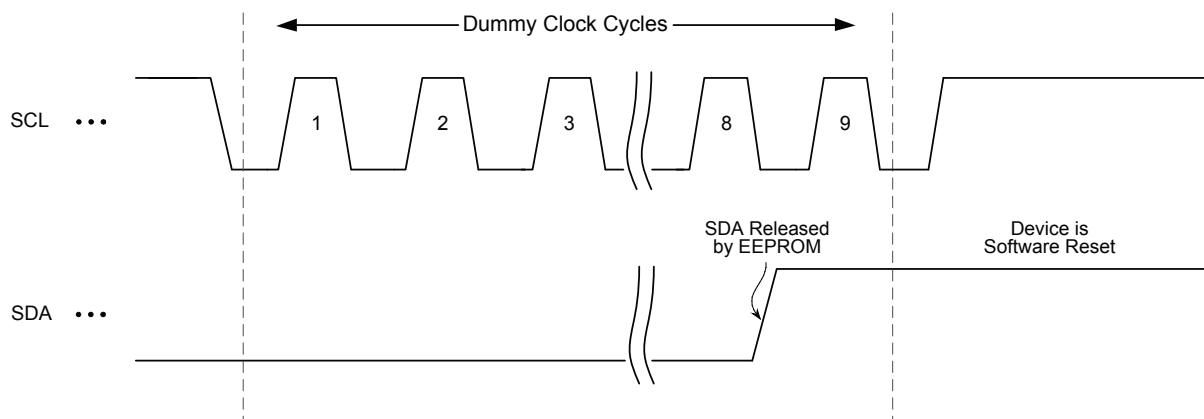 Dummy Clock Cycles
SCL •••
1
2
3
8
9
SDA Released
by EEPROM
Device is
Software Reset
SDA •••